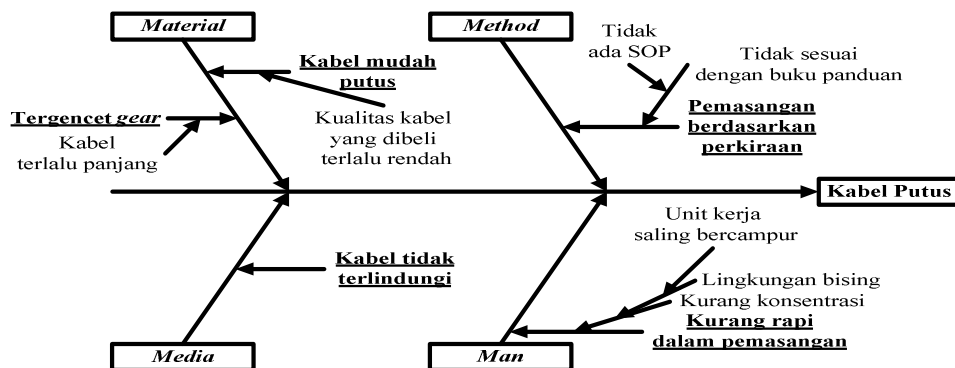 Material
Method
Tidak
ada SOP
Tidak sesuai
dengan buku panduan
Kabel mudah
putus
Tergencet gear
Kabel
terlalu panjang
Kualitas kabel
yang dibeli
terlalu rendah
Pemasangan
berdasarkan
perkiraan
Kabel Putus
Unit kerja
saling bercampur
Kabel tidak
terlindungi
Lingkungan bising
Kurang konsentrasi
Kurang rapi
dalam pemasangan
Media
Man